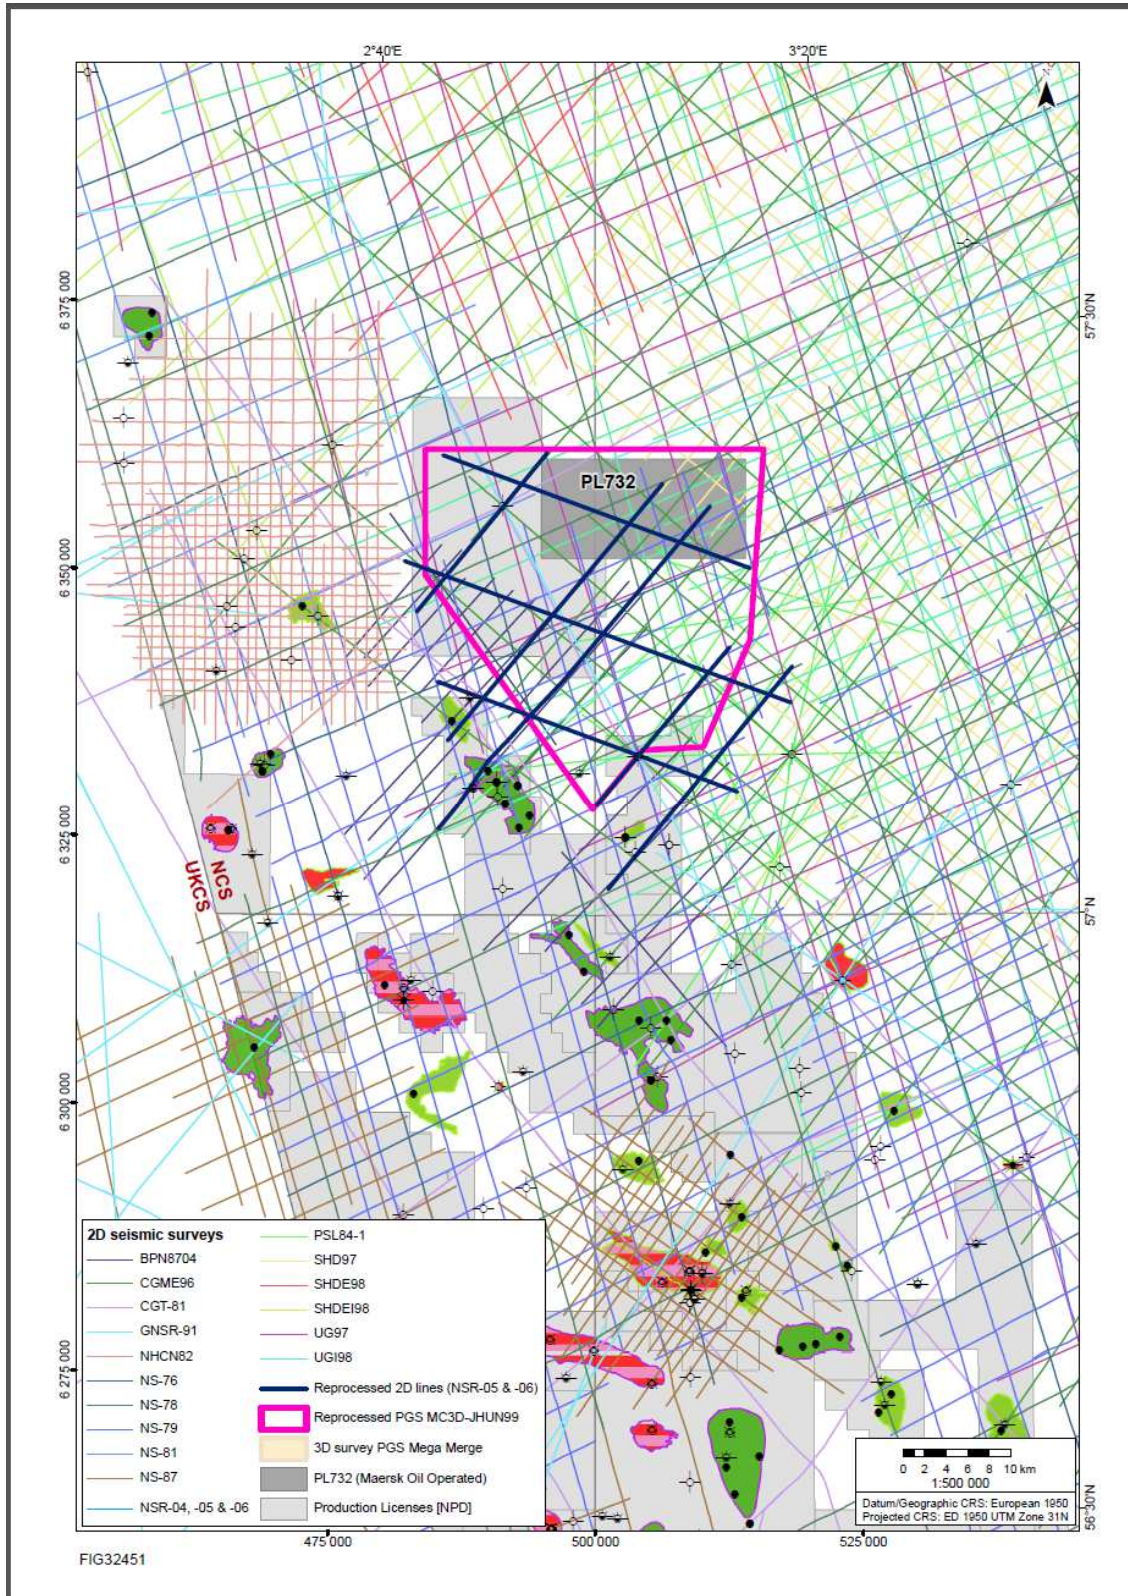 2°40'E
3°20'E
6 375 000
57°30'N
PL732
6 350 000
6 325 000
NCS
UKCS
57°N
6 300 000
6 275 000
56°30'N
2D seismic surveys
BPN8704
CGME96
CGT-81
GNSR-91
NHCN82
NS-76
NS-78
NS-79
NS-81
NS-87
NSR-04, -05 & -06
PSL84-1
SHD97
SHDE98
SHDEI98
UG97
UGI98
Reprocessed 2D lines (NSR-05 & -06)
Reprocessed PGS MC3D-JHUN99
3D survey PGS Mega Merge
PL732 (Maersk Oil Operated)
Production Licenses [NPD]
0 2 4 6 8 10 km
1:500 000
Datum/Geographic CRS: European 1950
Projected CRS: ED 1950 UTM Zone 31N
475 000
500 000
525 000
FIG32451